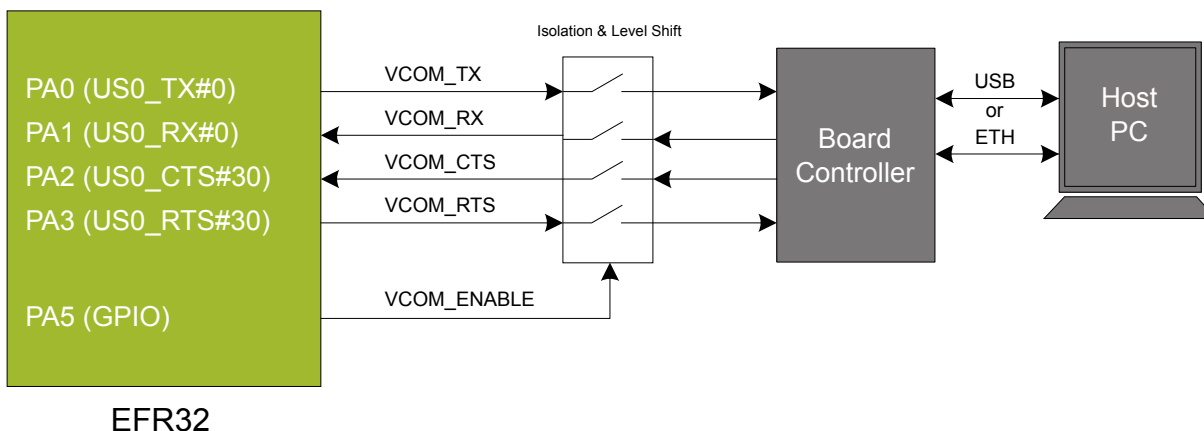 Isolation & Level Shift
PA0 (US0_TX#0)
PA1 (US0_RX#0)
PA2 (US0_CTS#30)
PA3 (US0_RTS#30)
PA5 (GPIO)
EFR32
VCOM_TX
VCOM_RX
VCOM_CTS
VCOM_RTS
VCOM_ENABLE
Board
Controller
USB
or
ETH
Host
PC